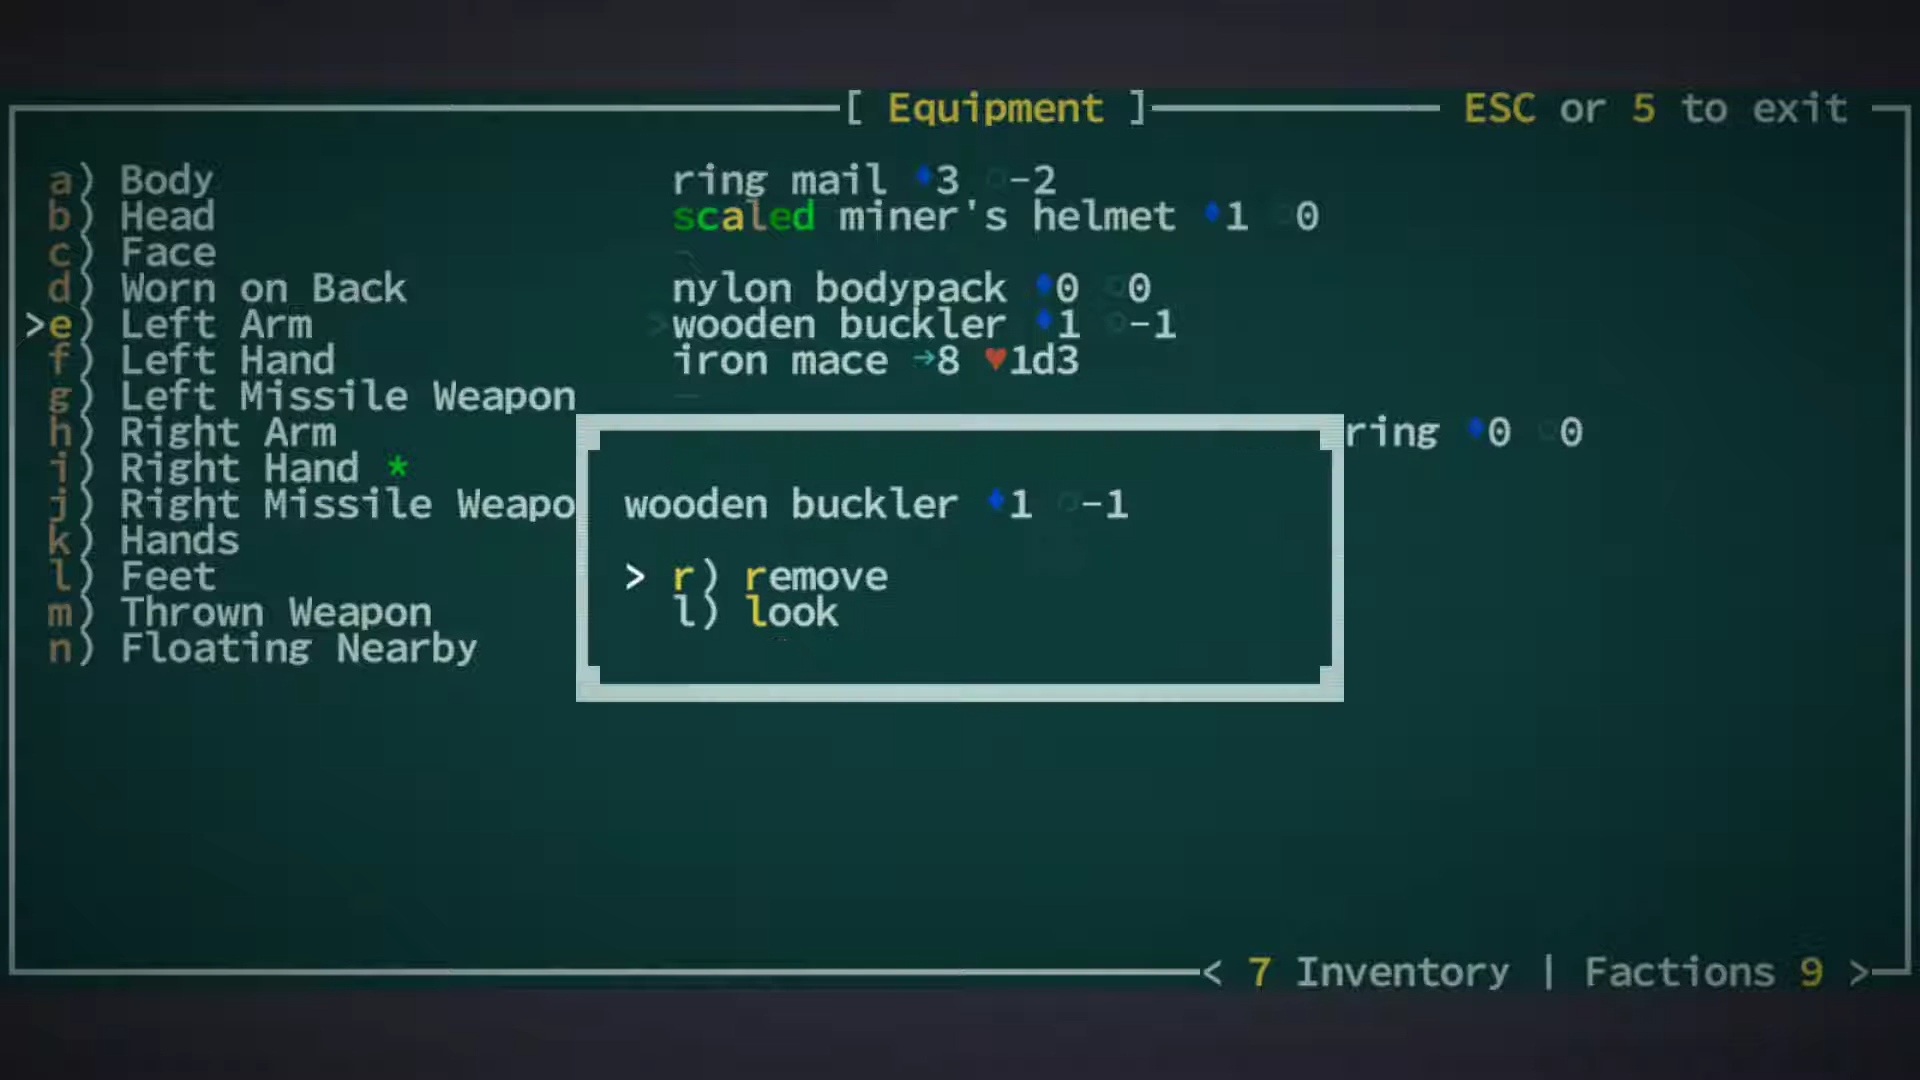 [ Equipment ] ESC or 5 to exit
a) Body ring mail ♦3 ○-2
b) Head scaled miner's helmet ♦1 ○0
c) Face -
d) Worn on Back nylon bodypack ♦0 ○0
>e) Left Arm >wooden buckler ♦1 ○-1
f) Left Hand iron mace →8 ♥1d3
g) Left Missile Weapon -
h) Right Arm ring ♦0 ○0
i) Right Hand *
j) Right Missile Weapo
k) Hands
l) Feet
m) Thrown Weapon
n) Floating Nearby
wooden buckler ♦1 ○-1
> r) remove
l) look
< 7 Inventory | Factions 9 >